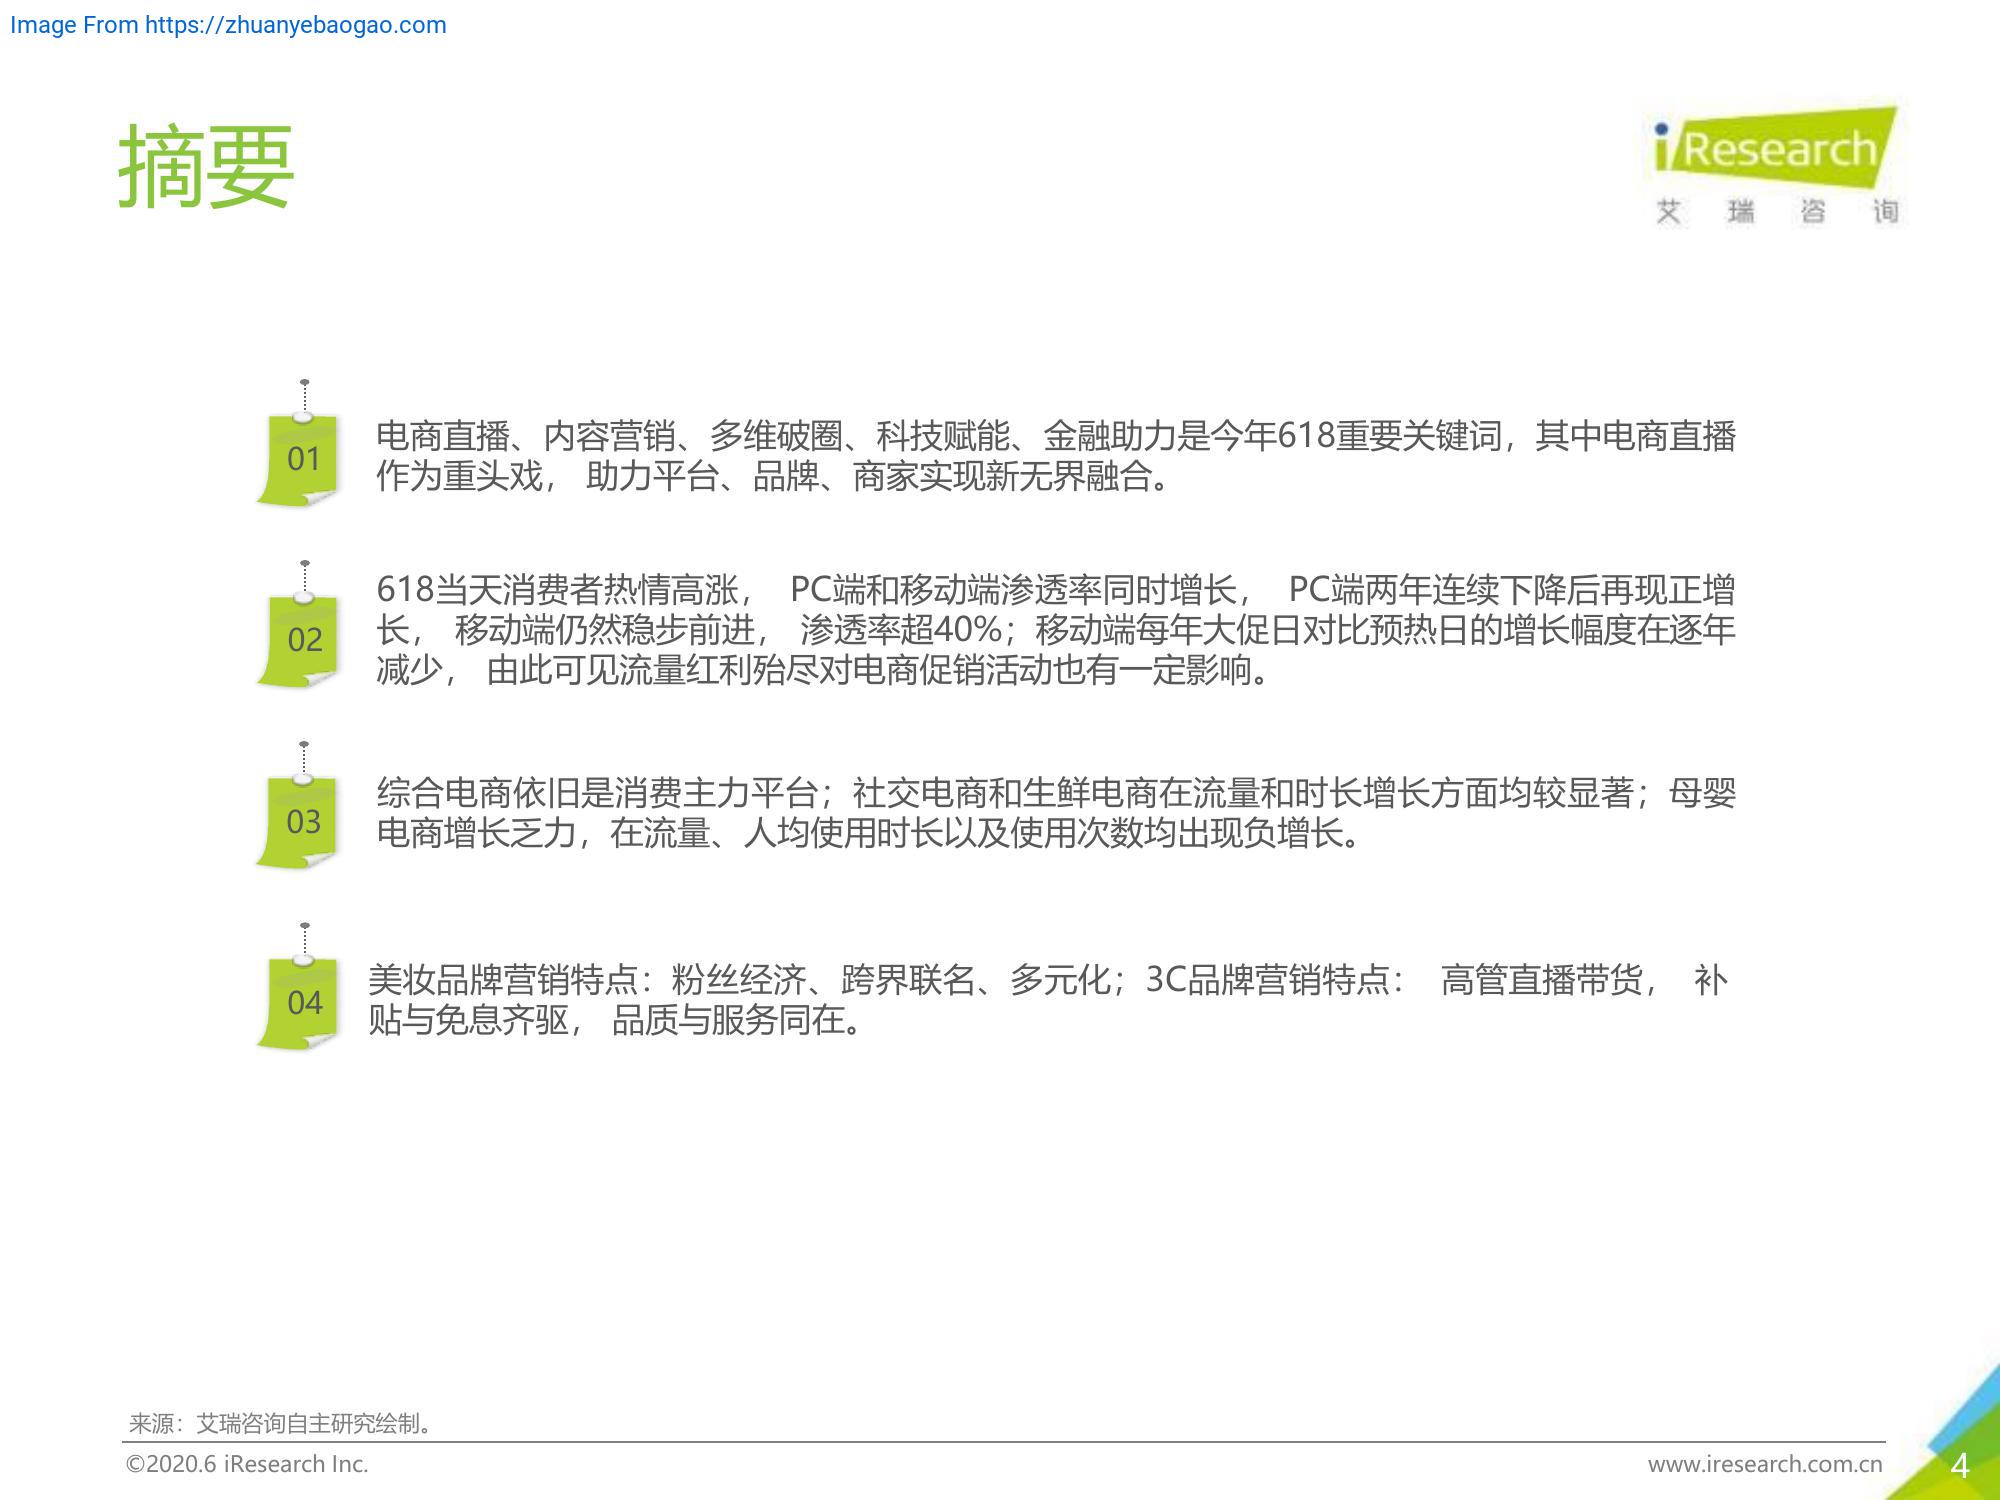 Image From https://zhuanyebaogao.com
摘要
iResearch
艾 瑞 咨 询
01
电商直播、内容营销、多维破圈、科技赋能、金融助力是今年618重要关键词，其中电商直播
作为重头戏， 助力平台、品牌、商家实现新无界融合。
02
618当天消费者热情高涨， PC端和移动端渗透率同时增长， PC端两年连续下降后再现正增
长， 移动端仍然稳步前进， 渗透率超40%；移动端每年大促日对比预热日的增长幅度在逐年
减少， 由此可见流量红利殆尽对电商促销活动也有一定影响。
03
综合电商依旧是消费主力平台；社交电商和生鲜电商在流量和时长增长方面均较显著；母婴
电商增长乏力，在流量、人均使用时长以及使用次数均出现负增长。
04
美妆品牌营销特点：粉丝经济、跨界联名、多元化；3C品牌营销特点： 高管直播带货， 补
贴与免息齐驱， 品质与服务同在。
来源：艾瑞咨询自主研究绘制。
©2020.6 iResearch Inc.
www.iresearch.com.cn
4